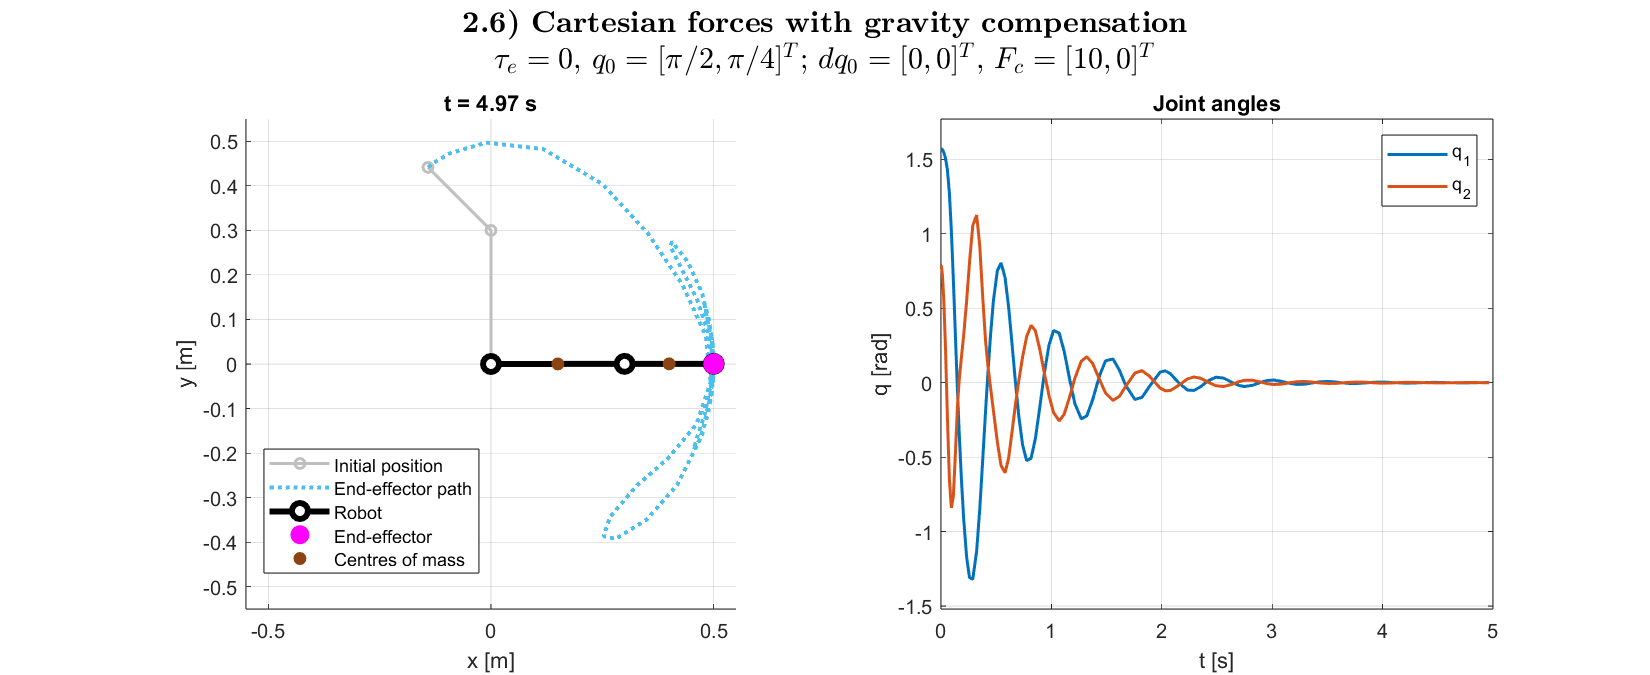 2.6) Cartesian forces with gravity compensation
τₑ = 0, q₀ = [π/2, π/4]ᵀ; dq₀ = [0, 0]ᵀ, F_c = [10, 0]ᵀ
t = 4.97 s
0.5
0.4
0.3
0.2
0.1
0
-0.1
-0.2
-0.3
-0.4
-0.5
y [m]
Initial position
End-effector path
Robot
End-effector
Centres of mass
-0.5
0
0.5
x [m]
Joint angles
q₁
q₂
1.5
1
0.5
0
-0.5
-1
-1.5
q [rad]
0
1
2
3
4
5
t [s]